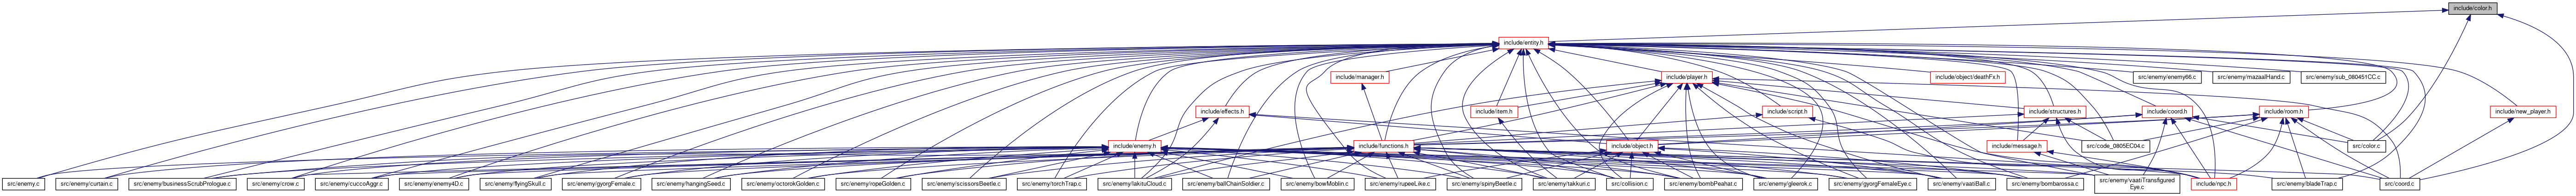 include/color.h
include/entity.h
include/manager.h
include/player.h
include/object/deathFx.h
src/enemy/enemy66.c
src/enemy/mazaalHand.c
src/enemy/sub_080451CC.c
include/effects.h
include/item.h
include/script.h
include/structures.h
include/coord.h
include/room.h
include/new_player.h
include/enemy.h
include/functions.h
include/object.h
include/message.h
src/code_0805EC04.c
src/color.c
src/enemy.c
src/enemy/curtain.c
src/enemy/businessScrubPrologue.c
src/enemy/crow.c
src/enemy/cuccoAggr.c
src/enemy/enemy4D.c
src/enemy/flyingSkull.c
src/enemy/gyorgFemale.c
src/enemy/hangingSeed.c
src/enemy/octorokGolden.c
src/enemy/ropeGolden.c
src/enemy/scissorsBeetle.c
src/enemy/torchTrap.c
src/enemy/lakituCloud.c
src/enemy/ballChainSoldier.c
src/enemy/bowMoblin.c
src/enemy/rupeeLike.c
src/enemy/spinyBeetle.c
src/enemy/takkuri.c
src/collision.c
src/enemy/bombPeahat.c
src/enemy/gleerok.c
src/enemy/gyorgFemaleEye.c
src/enemy/vaatiBall.c
src/enemy/bombarossa.c
src/enemy/vaatiTransfigured
Eye.c
include/npc.h
src/enemy/bladeTrap.c
src/coord.c